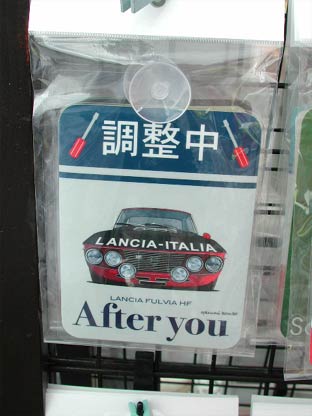 調整中
LANCIA-ITALIA
LANCIA FULVIA HF
After you